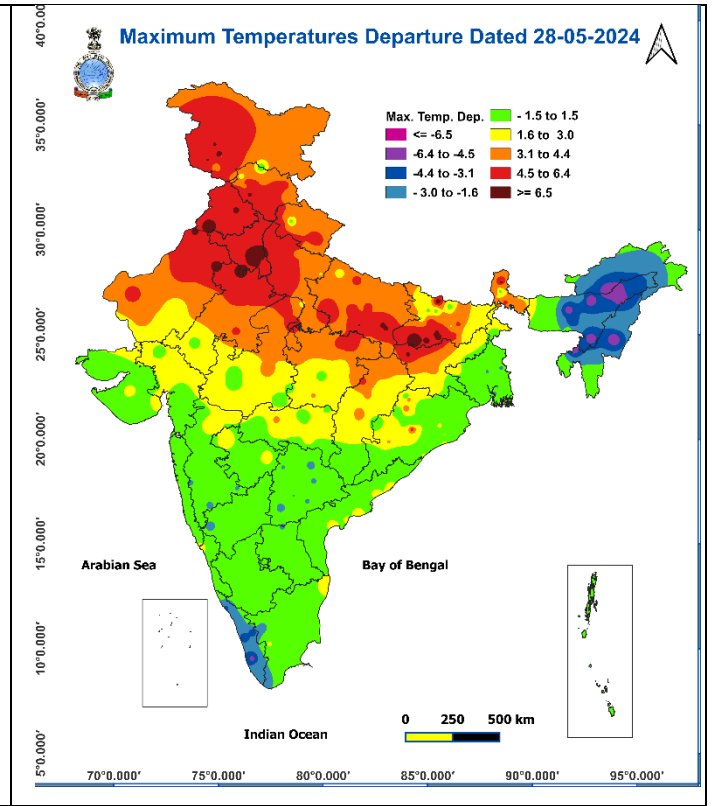 Maximum Temperatures Departure Dated 28-05-2024
Max. Temp. Dep.
<= -6.5
-6.4 to -4.5
-4.4 to -3.1
- 3.0 to -1.6
- 1.5 to 1.5
1.6 to 3.0
3.1 to 4.4
4.5 to 6.4
>= 6.5
40°0.000'
35°0.000'
30°0.000'
25°0.000'
20°0.000'
15°0.000'
10°0.000'
5°0.000'
Arabian Sea
Bay of Bengal
Indian Ocean
0 250 500 km
70°0.000' 75°0.000' 80°0.000' 85°0.000' 90°0.000' 95°0.000'